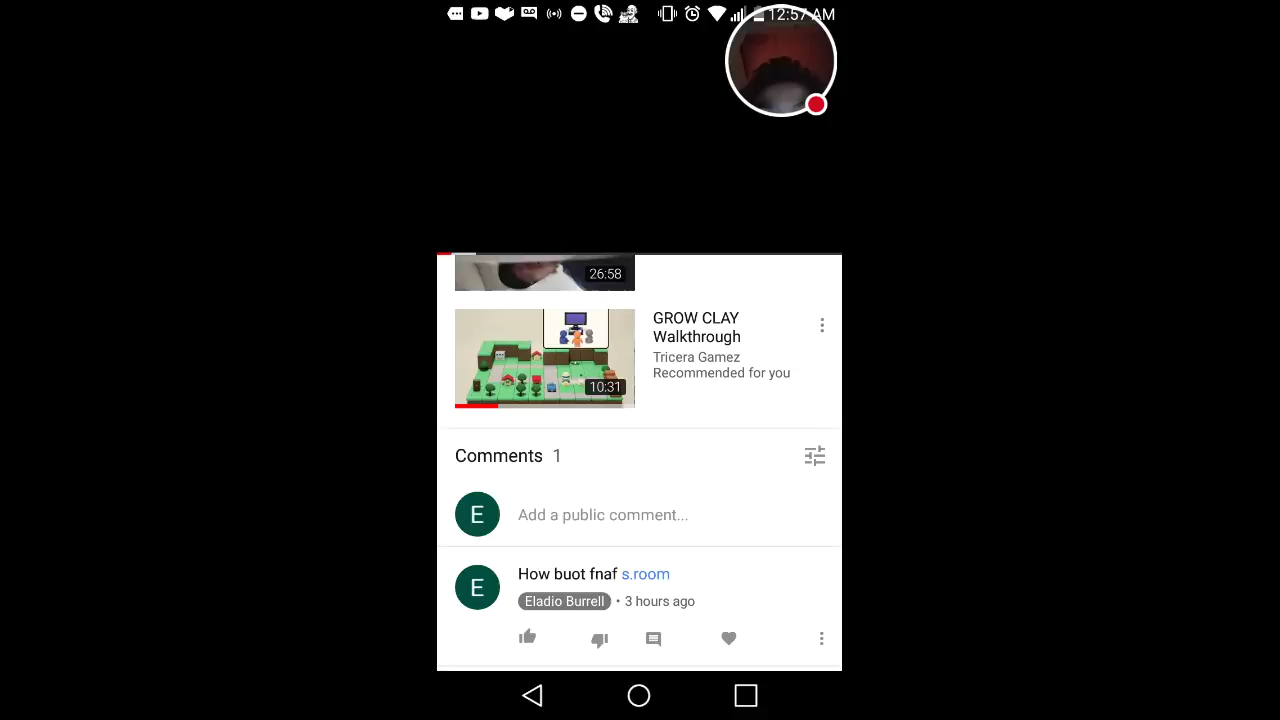 12:57 AM
26:58
GROW CLAY
Walkthrough
Tricera Gamez
Recommended for you
10:31
Comments 1
E
Add a public comment...
E
How buot fnaf s.room
Eladio Burrell • 3 hours ago